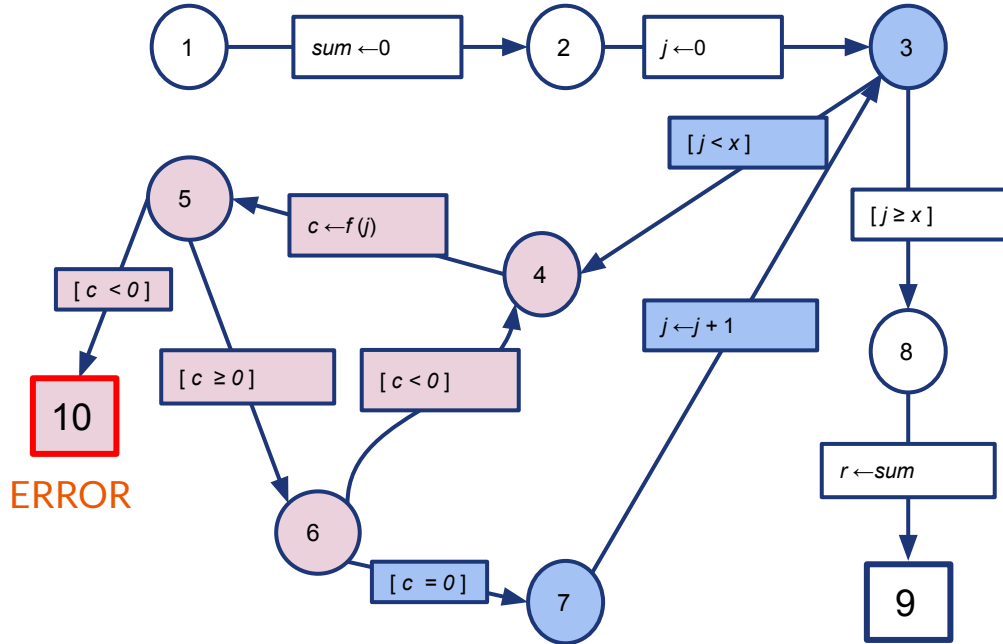 1
sum ←0
2
j ←0
3
[ j < x ]
5
c ←f (j)
4
[ j ≥ x ]
[ c < 0 ]
j ←j + 1
8
[ c ≥ 0 ]
[ c < 0 ]
10
ERROR
r ←sum
6
[ c = 0 ]
7
9